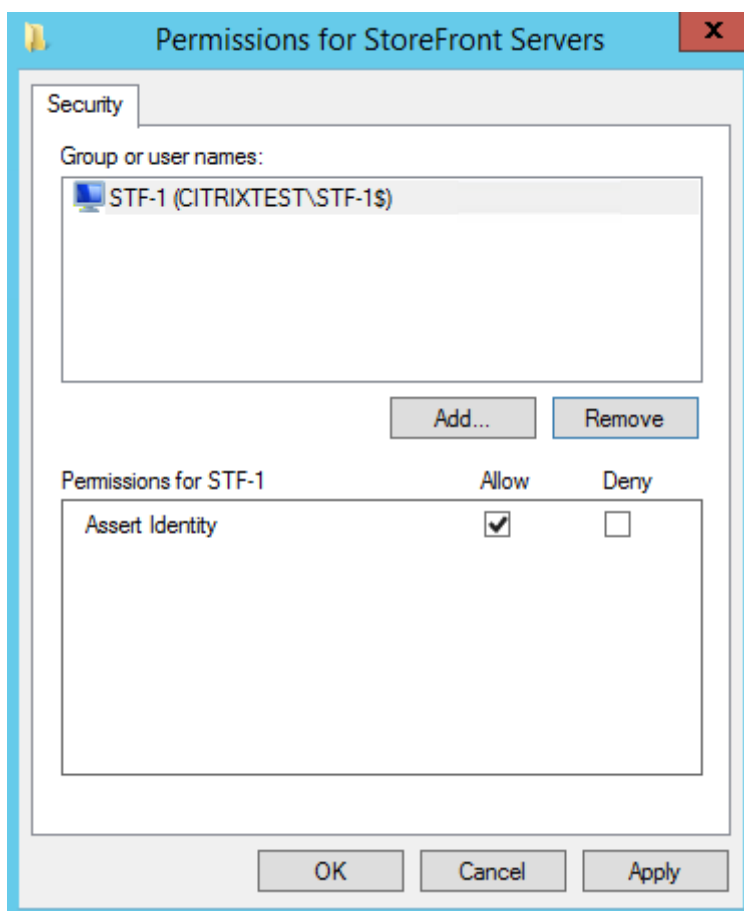 Permissions for StoreFront Servers
x
Security
Group or user names:
STF-1 (CITRIXTEST\STF-1$)
Add... Remove
Permissions for STF-1 Allow Deny
Assert Identity
OK Cancel Apply